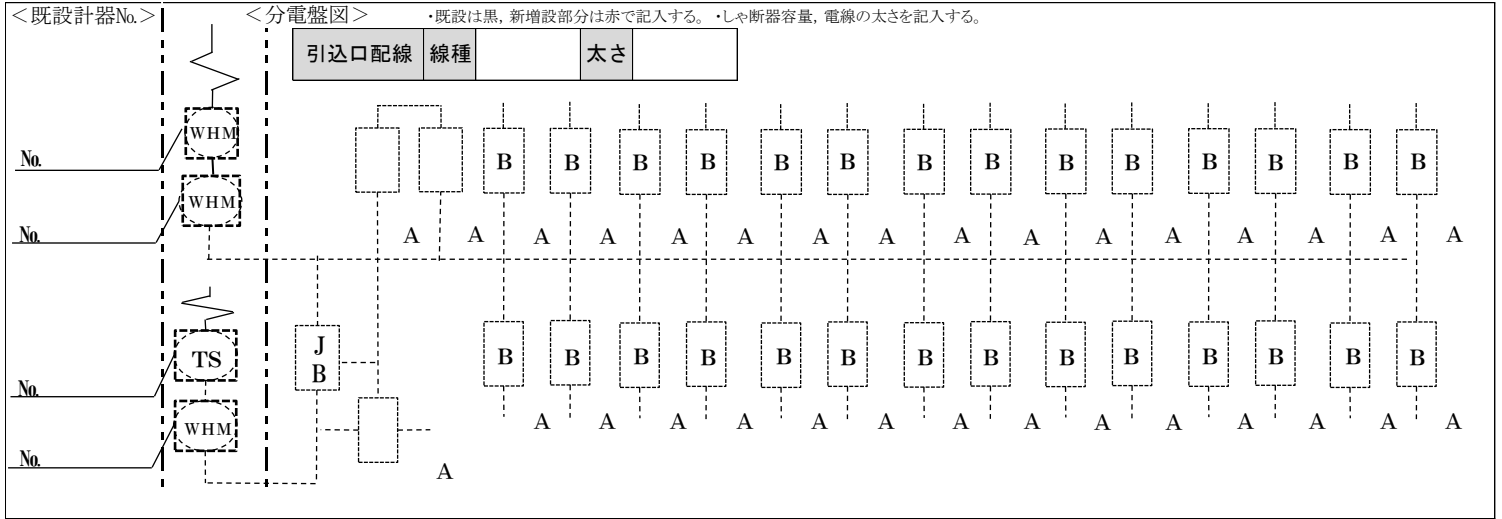 ＜既設計器No.＞ ＜分電盤図＞ ・既設は黒, 新増設部分は赤で記入する。 ・しゃ断器容量, 電線の太さを記入する。
引込口配線 線種 太さ
WHM
No.
B B B B B B B B B B B B B B
WHM
No.
A A A A A A A A A A A A A A A A
TS
J
B
B B B B B B B B B B B B B B
No.
WHM
A A A A A A A A A A A A A A
No.
A